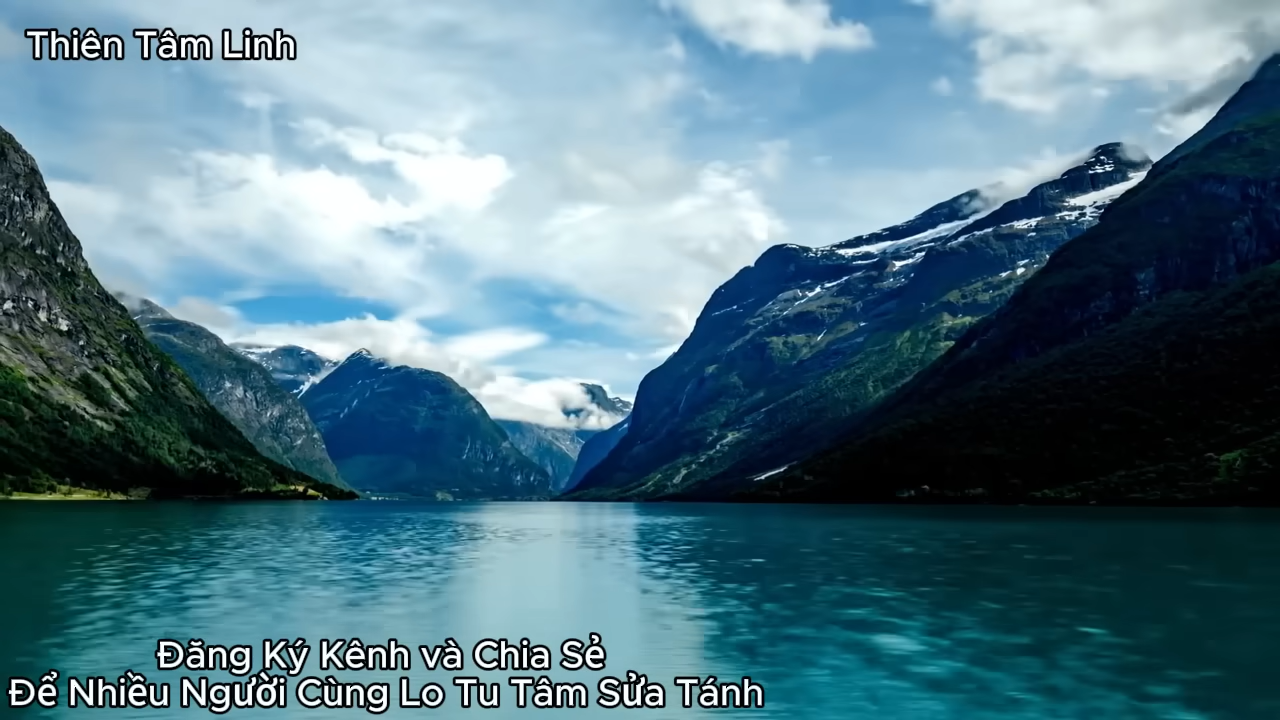 Thiên Tâm Linh
Đăng Ký Kênh và Chia Sẻ
Để Nhiều Người Cùng Lo Tu Tâm Sửa Tánh